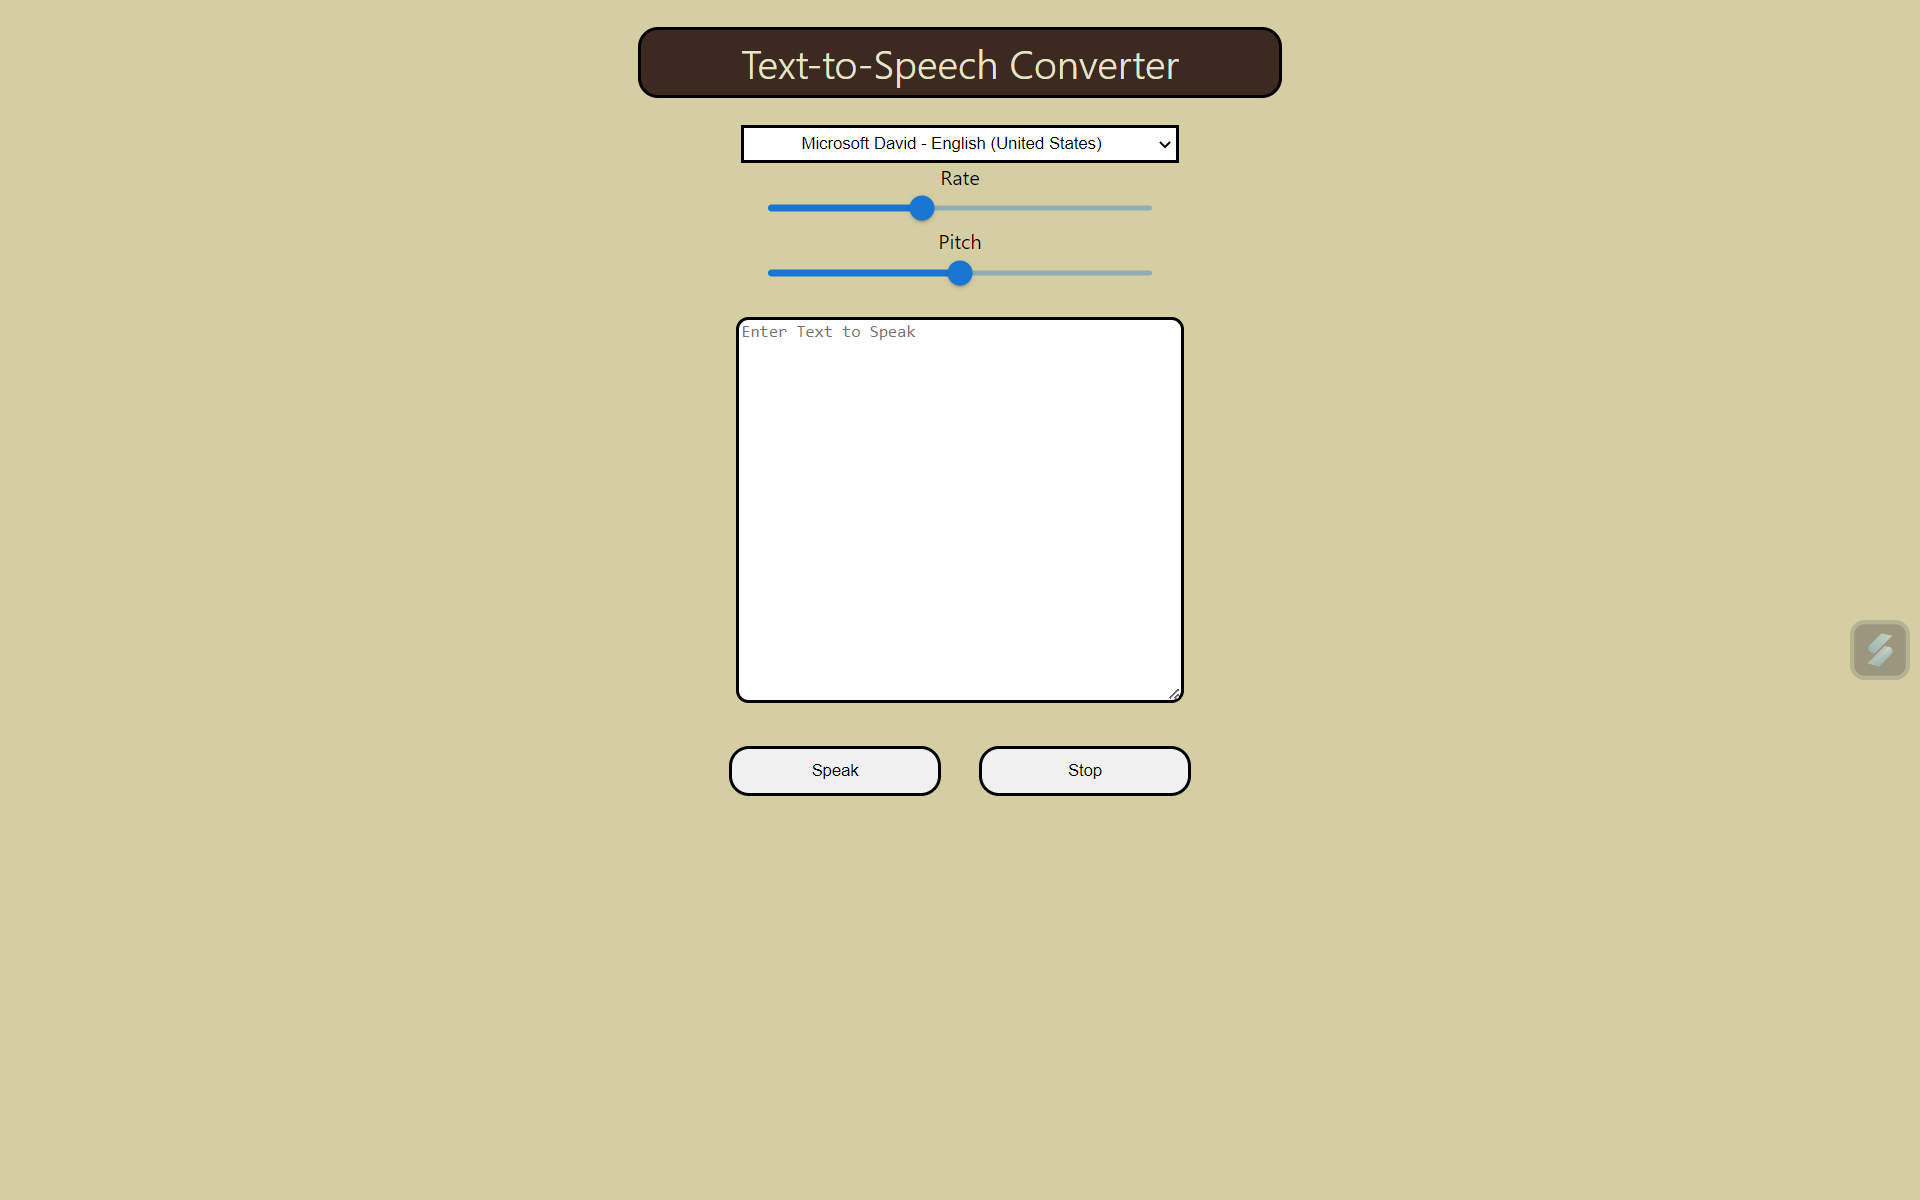 Text-to-Speech Converter
Microsoft David - English (United States)
Rate
Pitch
Enter Text to Speak
Speak
Stop